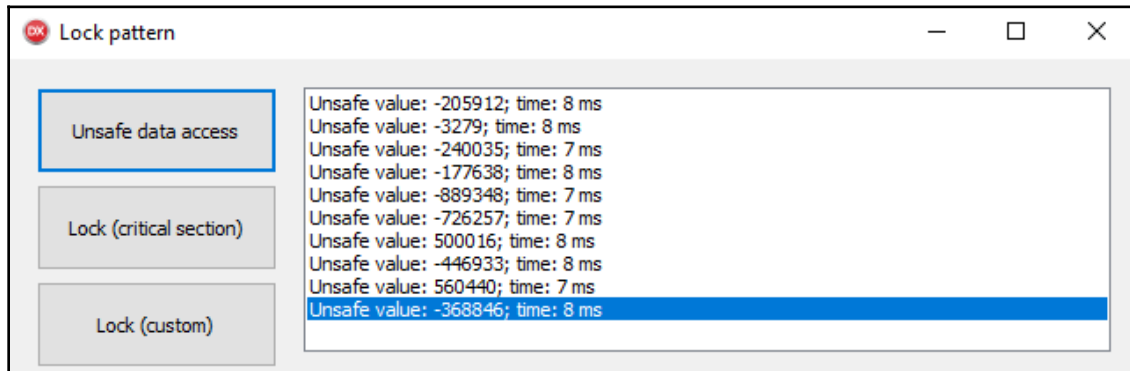 DX Lock pattern
Unsafe data access
Lock (critical section)
Lock (custom)
Unsafe value: -205912; time: 8 ms
Unsafe value: -3279; time: 8 ms
Unsafe value: -240035; time: 7 ms
Unsafe value: -177638; time: 8 ms
Unsafe value: -889348; time: 7 ms
Unsafe value: -726257; time: 7 ms
Unsafe value: 500016; time: 8 ms
Unsafe value: -446933; time: 8 ms
Unsafe value: 560440; time: 7 ms
Unsafe value: -368846; time: 8 ms